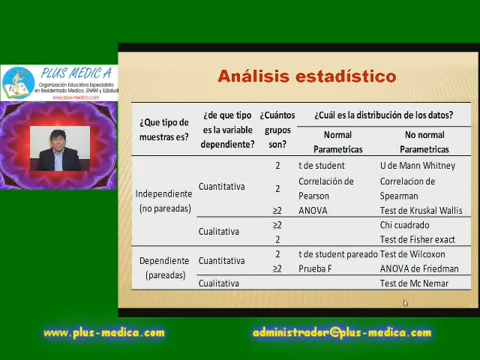 PLUS MEDIC A
Organización Educativa Especialista
en Residentado Medico, ENAM y EsSalud
www.plus-medica.com
Análisis estadístico
¿Que tipo de muestras es? ¿de que tipo es la variable dependiente? ¿Cuántos grupos son? ¿Cuál es la distribución de los datos?
Normal Parametricas No normal Parametricas
Independiente (no pareadas) Cuantitativa 2 t de student U de Mann Whitney
2 Correlación de Pearson Correlacion de Spearman
≥2 ANOVA Test de Kruskal Wallis
Cualitativa ≥2 Chi cuadrado
2 Test de Fisher exact
Dependiente (pareadas) Cuantitativa 2 t de student pareado Test de Wilcoxon
≥2 Prueba F ANOVA de Friedman
Cualitativa Test de Mc Nemar
www.plus-medica.com administrador@plus-medica.com